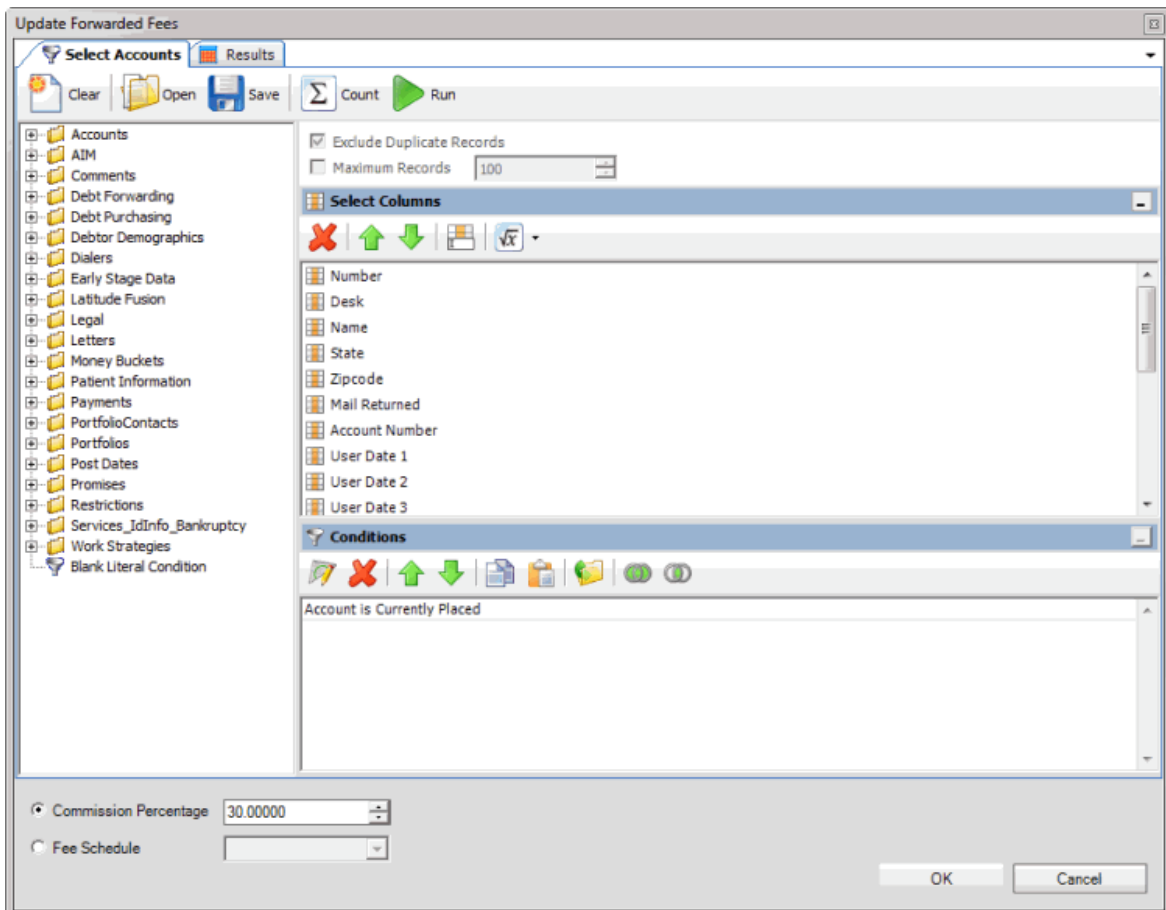 Update Forwarded Fees
Select Accounts Results
Clear Open Save Σ Count Run
Accounts
AIM
Comments
Debt Forwarding
Debt Purchasing
Debtor Demographics
Dialers
Early Stage Data
Latitude Fusion
Legal
Letters
Money Buckets
Patient Information
Payments
PortfolioContacts
Portfolios
Post Dates
Promises
Restrictions
Services_IdInfo_Bankruptcy
Work Strategies
Blank Literal Condition
Exclude Duplicate Records
Maximum Records 100
Select Columns
√x
Number
Desk
Name
State
Zipcode
Mail Returned
Account Number
User Date 1
User Date 2
User Date 3
Conditions
Account is Currently Placed
Commission Percentage 30.00000
Fee Schedule
OK Cancel